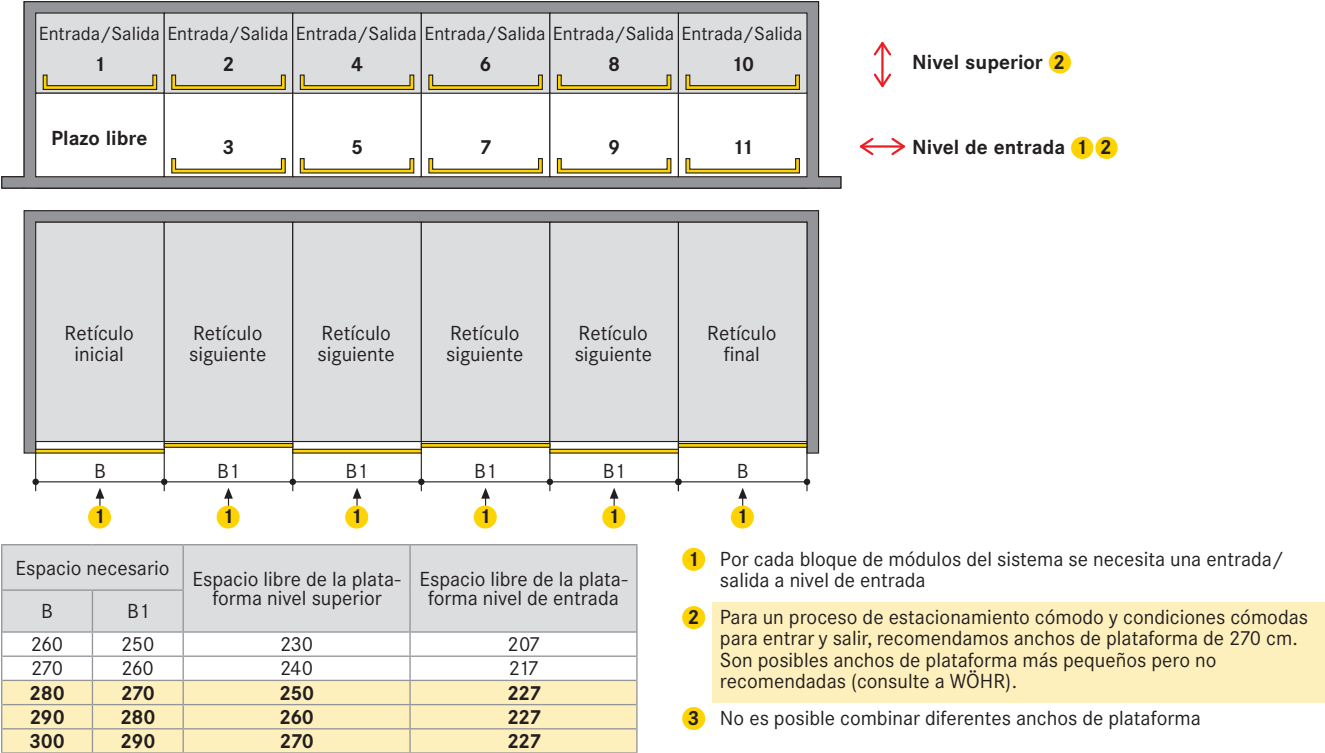 Entrada/Salida Entrada/Salida Entrada/Salida Entrada/Salida Entrada/Salida Entrada/Salida
1 2 4 6 8 10
Nivel superior 2
Plazo libre 3 5 7 9 11
Nivel de entrada 1 2
Retículo inicial
Retículo siguiente
Retículo siguiente
Retículo siguiente
Retículo siguiente
Retículo final
B B1 B1 B1 B1 B
1 1 1 1 1 1
Espacio necesario
Espacio libre de la plata-
forma nivel superior
Espacio libre de la plata-
forma nivel de entrada
B B1
260 250 230 207
270 260 240 217
280 270 250 227
290 280 260 227
300 290 270 227
1 Por cada bloque de módulos del sistema se necesita una entrada/
salida a nivel de entrada
2 Para un proceso de estacionamiento cómodo y condiciones cómodas
para entrar y salir, recomendamos anchos de plataforma de 270 cm.
Son posibles anchos de plataforma más pequeños pero no
recomendadas (consulte a WÖHR).
3 No es posible combinar diferentes anchos de plataforma